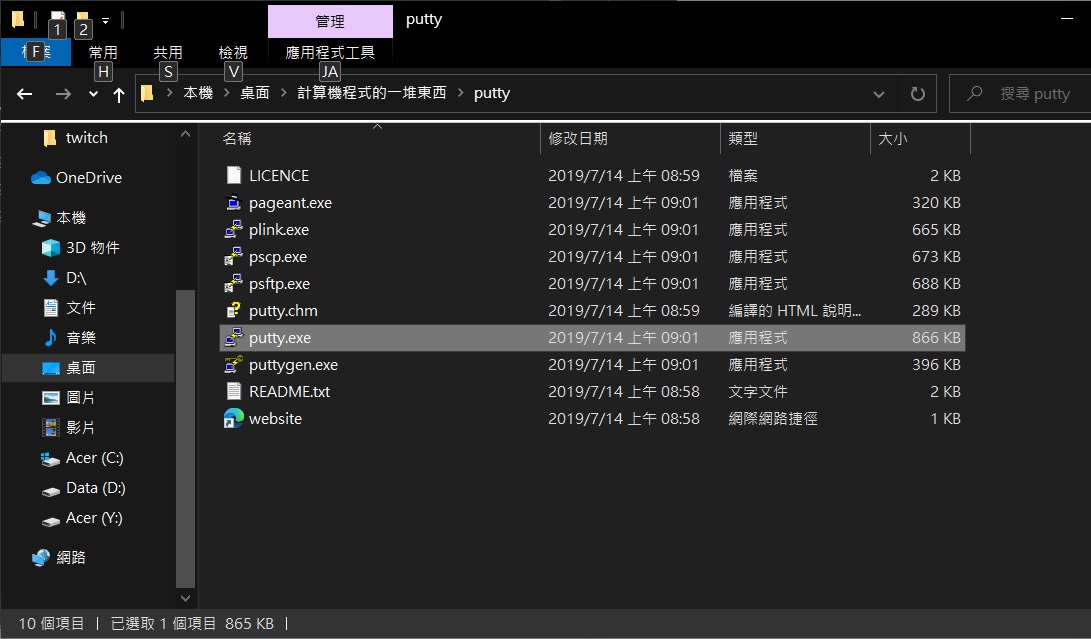 1 2 管理 putty
F 常用 共用 檢視 應用程式工具
H S V JA
本機 桌面 計算機程式的一堆東西 putty 搜尋 putty
twitch
OneDrive
本機
3D 物件
D:\
文件
音樂
桌面
圖片
影片
Acer (C:)
Data (D:)
Acer (Y:)
網路
名稱 修改日期 類型 大小
LICENCE 2019/7/14 上午 08:59 檔案 2 KB
pageant.exe 2019/7/14 上午 09:01 應用程式 320 KB
plink.exe 2019/7/14 上午 09:01 應用程式 665 KB
pscp.exe 2019/7/14 上午 09:01 應用程式 673 KB
psftp.exe 2019/7/14 上午 09:01 應用程式 688 KB
putty.chm 2019/7/14 上午 08:59 編譯的 HTML 說明... 289 KB
putty.exe 2019/7/14 上午 09:01 應用程式 866 KB
puttygen.exe 2019/7/14 上午 09:01 應用程式 396 KB
README.txt 2019/7/14 上午 08:58 文字文件 2 KB
website 2019/7/14 上午 08:58 網際網路捷徑 1 KB
10 個項目 已選取 1 個項目 865 KB